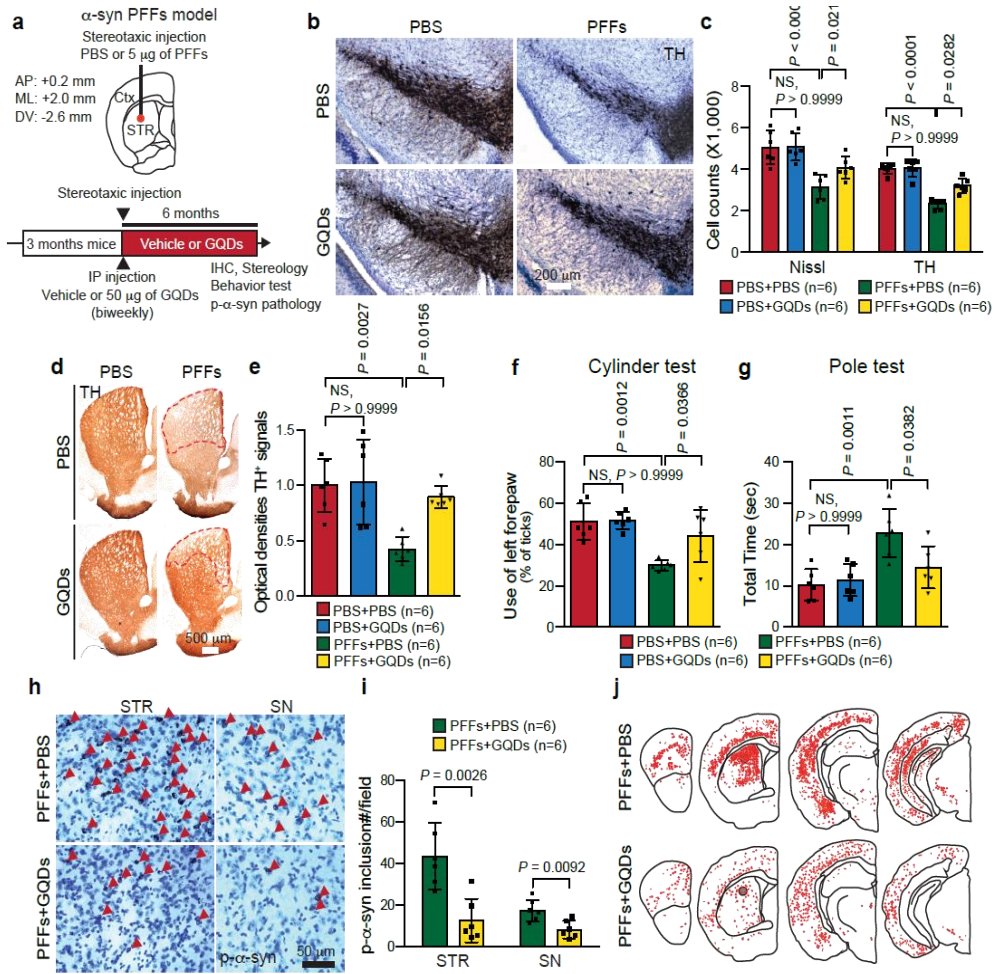 a
α-syn PFFs model
Stereotaxic injection
PBS or 5 μg of PFFs
AP: +0.2 mm
ML: +2.0 mm
DV: -2.6 mm
Ctx
STR
Stereotaxic injection
6 months
3 months mice
Vehicle or GQDs
IP injection
Vehicle or 50 μg of GQDs
(biweekly)
IHC, Stereology
Behavior test
p-α-syn pathology
b
PBS
PFFs
TH
PBS
GQDs
200 μm
c
P = 0.021
P < 0.0001
P = 0.0282
NS,
P > 0.9999
NS,
P > 0.9999
Cell counts (X1,000)
8
6
4
2
0
Nissl
TH
PBS+PBS (n=6)
PFFs+PBS (n=6)
PBS+GQDs (n=6)
PFFs+GQDs (n=6)
d
PBS
PFFs
TH
PBS
GQDs
500 μm
e
P = 0.0027
P = 0.0156
NS,
P > 0.9999
Optical densities TH⁺ signals
1.5
1.0
0.5
0.0
PBS+PBS (n=6)
PBS+GQDs (n=6)
PFFs+PBS (n=6)
PFFs+GQDs (n=6)
f
Cylinder test
P = 0.0012
P = 0.0366
NS, P > 0.9999
Use of left forepaw
(% of ticks)
80
60
40
20
0
g
Pole test
P = 0.0011
P = 0.0382
NS,
P > 0.9999
Total Time (sec)
40
30
20
10
0
PBS+PBS (n=6)
PFFs+PBS (n=6)
PBS+GQDs (n=6)
PFFs+GQDs (n=6)
h
STR
SN
PFFs+PBS
PFFs+GQDs
p-α-syn
50 μm
i
PFFs+PBS (n=6)
PFFs+GQDs (n=6)
P = 0.0026
P = 0.0092
p-α-syn inclusion#/field
80
60
40
20
0
STR
SN
j
PFFs+PBS
PFFs+GQDs